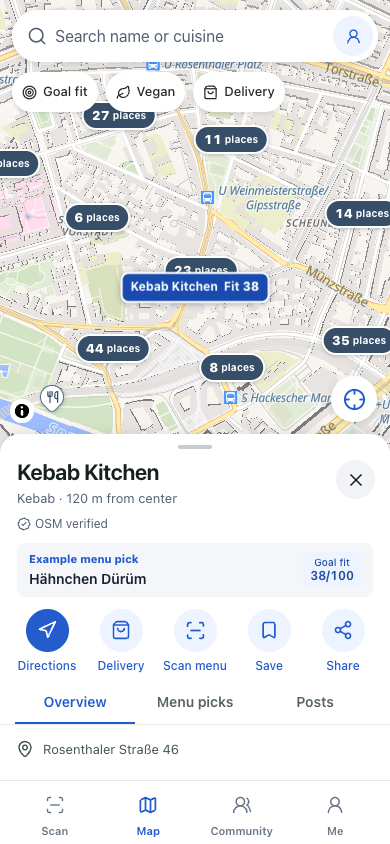 Search name or cuisine
U Rosenthaler Platz
Torstraße
Goal fit
Vegan
Delivery
27 places
11 places
places
U Weinmeisterstraße/
Gipsstraße
6 places
14 places
SCHEUN
VORSTADT
23 places
Kebab Kitchen Fit 38
Münzstraße
35 places
44 places
8 places
S Hackescher Mar
Kebab Kitchen
Kebab · 120 m from center
OSM verified
Example menu pick
Hähnchen Dürüm
Goal fit
38/100
Directions
Delivery
Scan menu
Save
Share
Overview
Menu picks
Posts
Rosenthaler Straße 46
Scan
Map
Community
Me